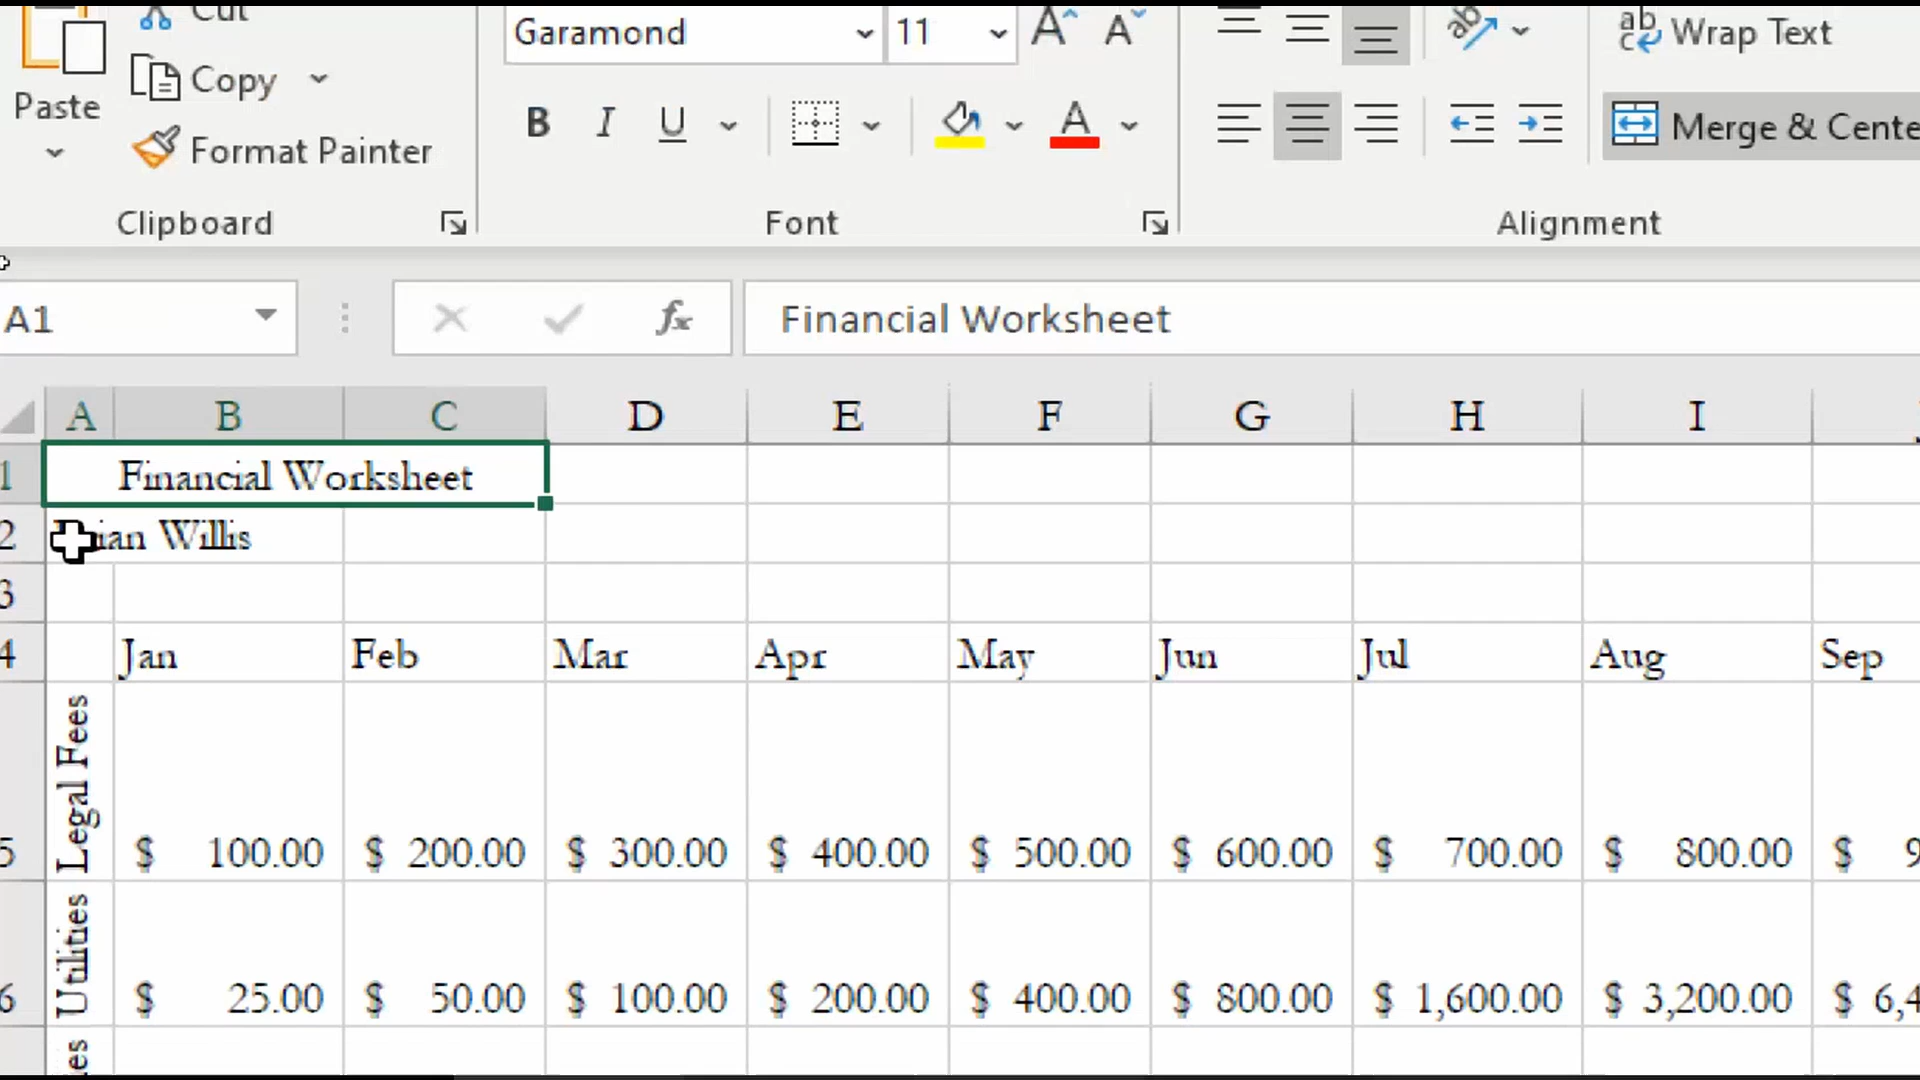 Cut
Copy
Paste
Format Painter
Clipboard
Garamond 11
B I U
Font
Wrap Text
Merge & Cente
Alignment
A1 fx Financial Worksheet
A B C D E F G H I
1 Financial Worksheet
2 rian Willis
3
4 Jan Feb Mar Apr May Jun Jul Aug Sep
5 Legal Fees $ 100.00 $ 200.00 $ 300.00 $ 400.00 $ 500.00 $ 600.00 $ 700.00 $ 800.00 $ 9
6 Utilities $ 25.00 $ 50.00 $ 100.00 $ 200.00 $ 400.00 $ 800.00 $ 1,600.00 $ 3,200.00 $ 6,4
es